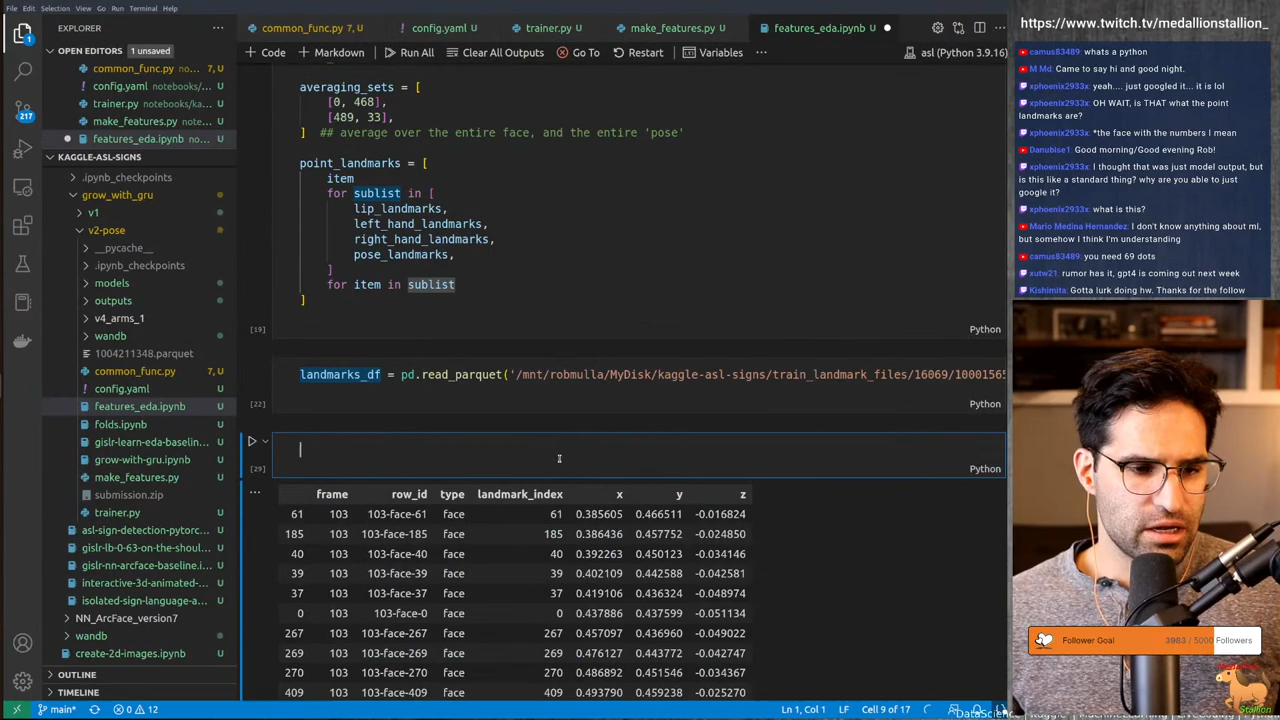 File Edit Selection View Go Run Terminal Help
EXPLORER
OPEN EDITORS 1 unsaved
common_func.py no... 7, U
config.yaml notebooks/ka...
trainer.py notebooks/ka...
make_features.py no...
features_eda.ipynb no...
KAGGLE-ASL-SIGNS
.ipynb_checkpoints
grow_with_gru
v1
v2-pose
__pycache__
.ipynb_checkpoints
models
outputs
v4_arms_1
wandb
1004211348.parquet
common_func.py 7, U
config.yaml U
features_eda.ipynb U
folds.ipynb U
gislr-learn-eda-baselin... U
grow-with-gru.ipynb U
make_features.py U
submission.zip
trainer.py U
asl-sign-detection-pytorc... U
gislr-lb-0-63-on-the-shoul... U
gislr-nn-arcface-baseline.i... U
interactive-3d-animated-... U
isolated-sign-language-a... U
NN_ArcFace_version7
wandb
create-2d-images.ipynb U
OUTLINE
TIMELINE
217
main* 0 12
common_func.py 7, U
config.yaml U
trainer.py U
make_features.py U
features_eda.ipynb U
+ Code + Markdown Run All Clear All Outputs Go To Restart Variables ... asl (Python 3.9.16)
averaging_sets = [
[0, 468],
[489, 33],
] ## average over the entire face, and the entire 'pose'
point_landmarks = [
item
for sublist in [
lip_landmarks,
left_hand_landmarks,
right_hand_landmarks,
pose_landmarks,
]
for item in sublist
]
[19] Python
landmarks_df = pd.read_parquet('/mnt/robmulla/MyDisk/kaggle-asl-signs/train_landmark_files/16069/10001565
[22] Python
[29] Python
frame row_id type landmark_index x y z
61 103 103-face-61 face 61 0.385605 0.466511 -0.016824
185 103 103-face-185 face 185 0.386436 0.457752 -0.024850
40 103 103-face-40 face 40 0.392263 0.450123 -0.034146
39 103 103-face-39 face 39 0.402109 0.442588 -0.042581
37 103 103-face-37 face 37 0.419106 0.436324 -0.048974
0 103 103-face-0 face 0 0.437886 0.437599 -0.051134
267 103 103-face-267 face 267 0.457097 0.436960 -0.049022
269 103 103-face-269 face 269 0.476127 0.443772 -0.042747
270 103 103-face-270 face 270 0.486892 0.451546 -0.034367
409 103 103-face-409 face 409 0.493790 0.459238 -0.025270
Ln 1, Col 1 LF Cell 9 of 17
https://www.twitch.tv/medallionstallion_
camus83489: whats a python
M Md: Came to say hi and good night.
xphoenix2933x: yeah.... just googled it... it is lol
xphoenix2933x: OH WAIT, is THAT what the point
landmarks are?
xphoenix2933x: *the face with the numbers I mean
Danubise1: Good morning/Good evening Rob!
xphoenix2933x: I thought that was just model output, but
is this like a standard thing? why are you able to just
google it?
xphoenix2933x: what is this?
Mario Medina Hernandez: I don't know anything about ml,
but somehow I think I'm understanding
camus83489: you need 69 dots
xutw21: rumor has it, gpt4 is coming out next week
Kishimita: Gotta lurk doing hw. Thanks for the follow
Follower Goal 3983 / 5000 Followers
Medallion
Stallion